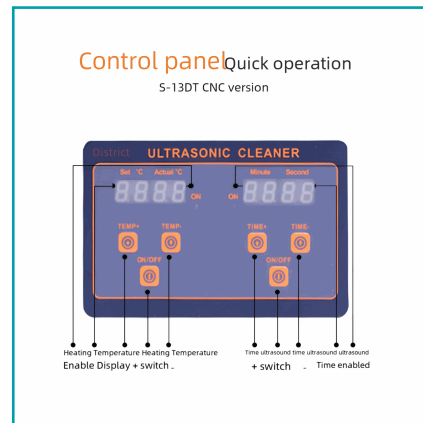 Control panel Quick operation
S-13DT CNC version
District ULTRASONIC CLEANER
Set °C Actual °C Minute Second
ON ON
TEMP+ TEMP- TIME+ TIME-
ON/OFF ON/OFF
Heating Temperature Heating Temperature Time ultrasound time ultrasound ultrasound
Enable Display + switch - + switch - Time enabled